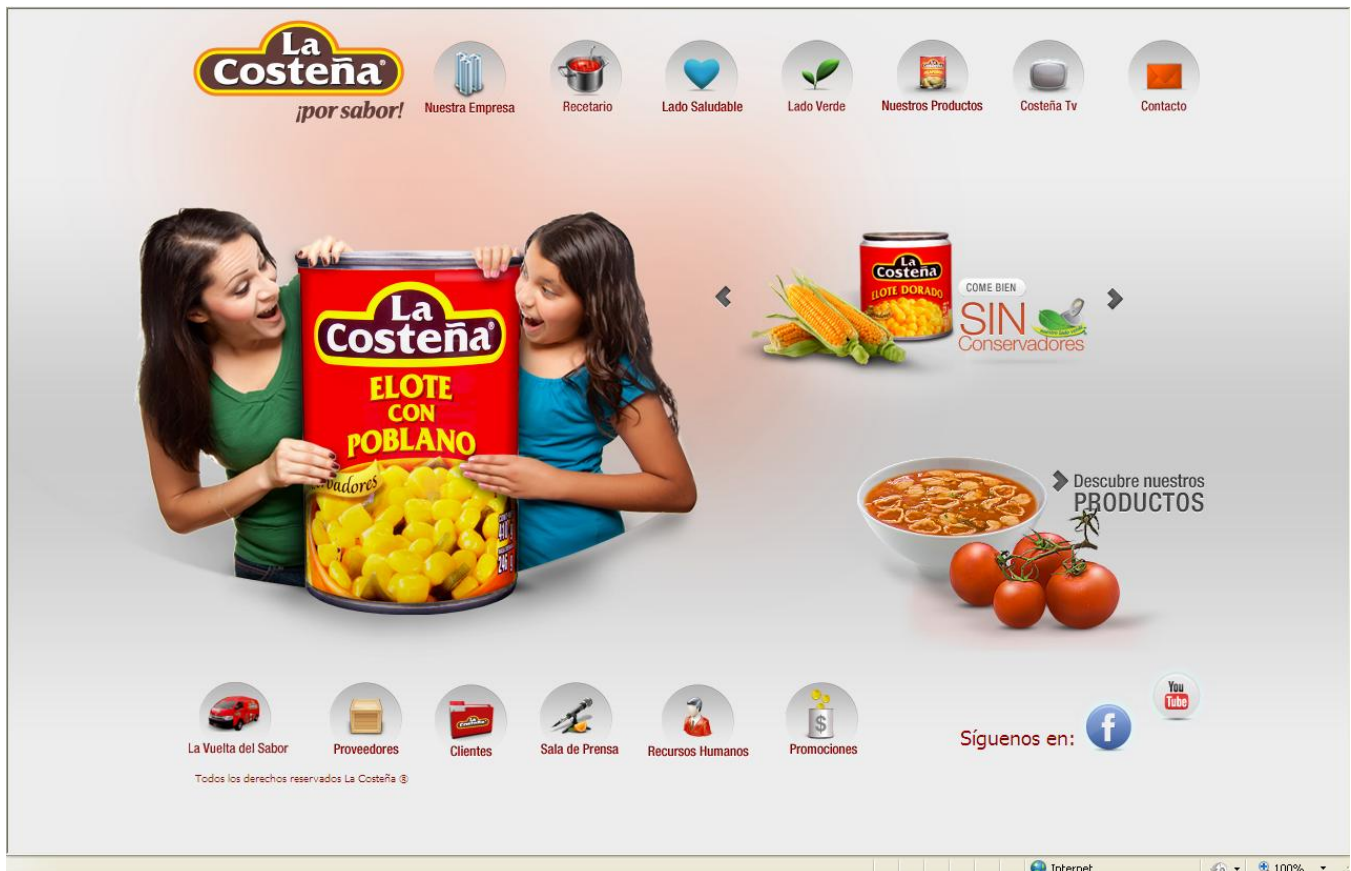 La
Costeña®
¡por sabor!
Nuestra Empresa
Recetario
Lado Saludable
Lado Verde
Nuestros Productos
Costeña Tv
Contacto
La
Costeña®
ELOTE
CON
POBLANO
vadores
La
Costeña
ELOTE DORADO
COME BIEN
SIN
Conservadores
Descubre nuestros
PRODUCTOS
La Vuelta del Sabor
Proveedores
Clientes
Sala de Prensa
Recursos Humanos
Promociones
Síguenos en:
f
You
Tube
Todos los derechos reservados La Costeña ®
Internet
100%